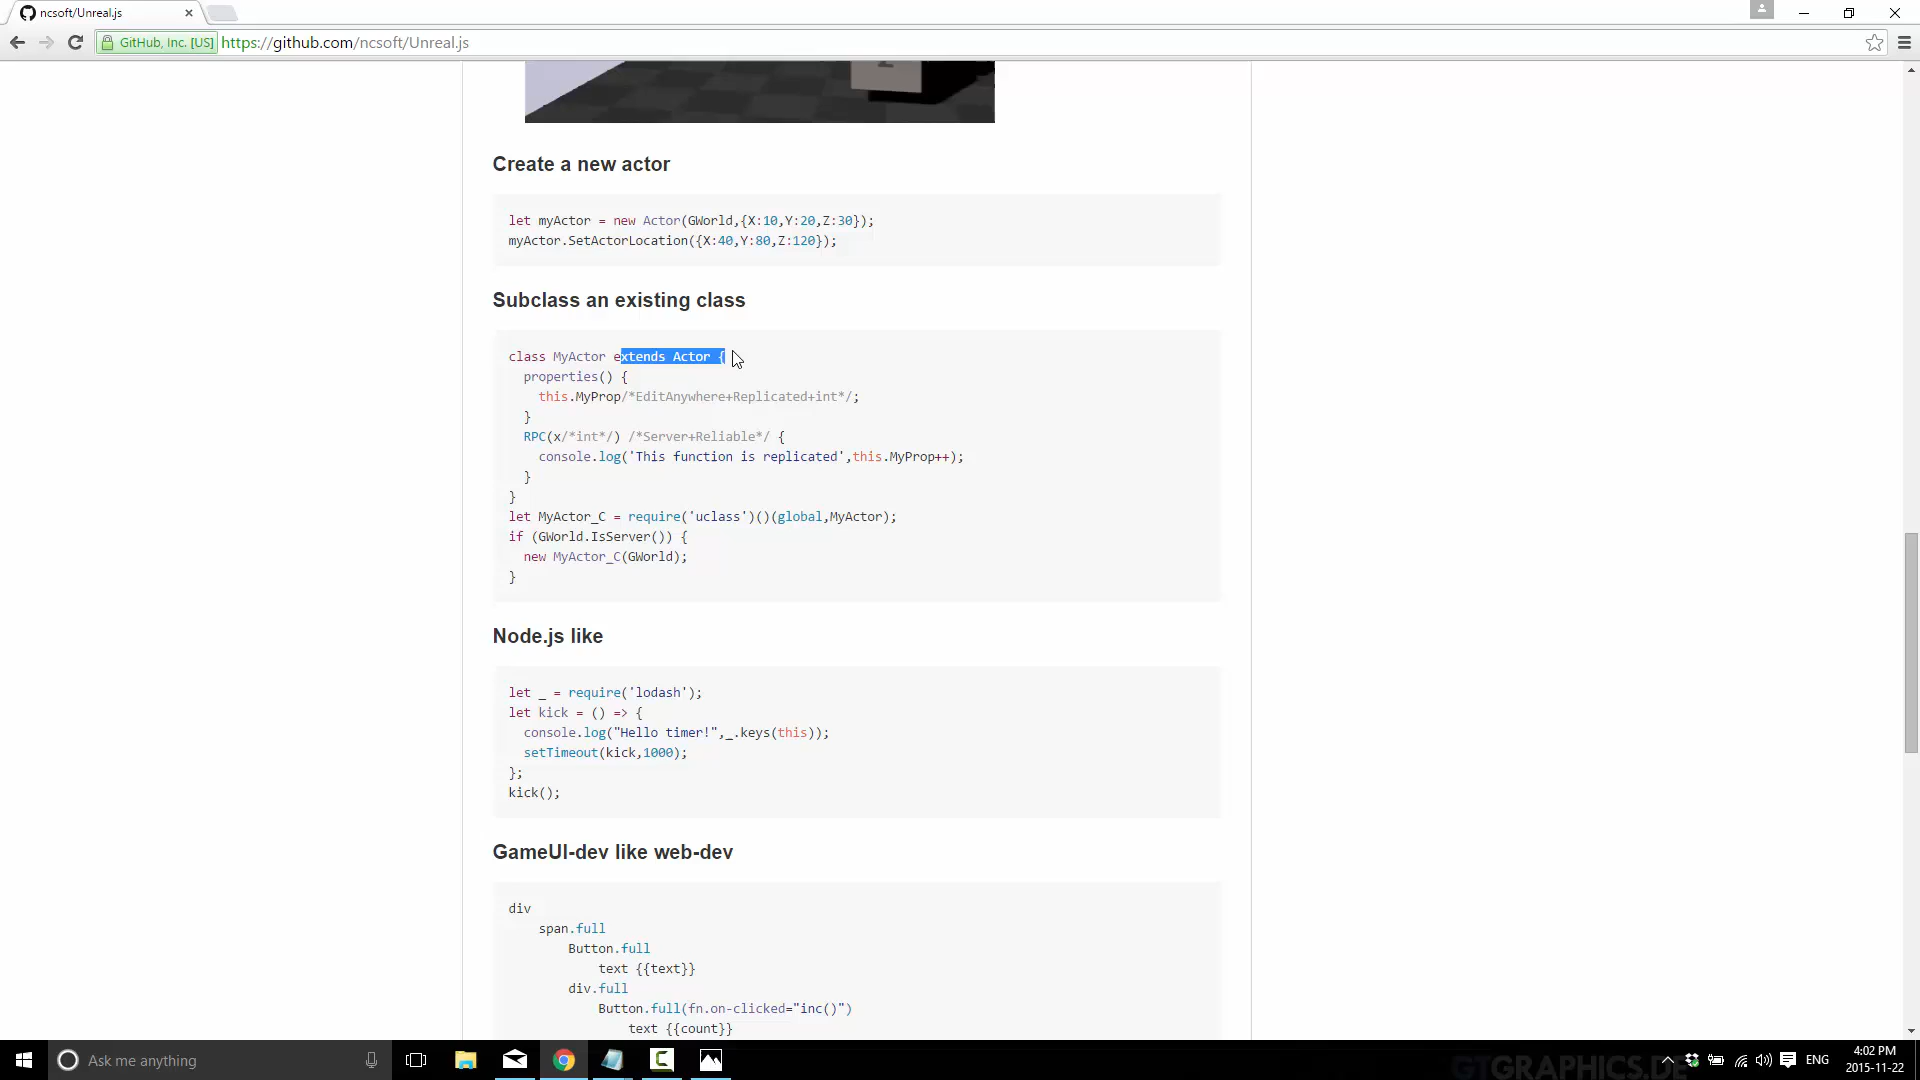 ncsoft/Unreal.js
GitHub, Inc. [US] https://github.com/ncsoft/Unreal.js
Create a new actor
let myActor = new Actor(GWorld,{X:10,Y:20,Z:30});
myActor.SetActorLocation({X:40,Y:80,Z:120});
Subclass an existing class
class MyActor extends Actor {
properties() {
this.MyProp/*EditAnywhere+Replicated+int*/;
}
RPC(x/*int*/) /*Server+Reliable*/ {
console.log('This function is replicated',this.MyProp++);
}
}
let MyActor_C = require('uclass')()(global,MyActor);
if (GWorld.IsServer()) {
new MyActor_C(GWorld);
}
Node.js like
let _ = require('lodash');
let kick = () => {
console.log("Hello timer!",_.keys(this));
setTimeout(kick,1000);
};
kick();
GameUI-dev like web-dev
div
span.full
Button.full
text {{text}}
div.full
Button.full(fn.on-clicked="inc()")
text {{count}}
Ask me anything
GTGRAPHICS.DE
ENG
4:02 PM
2015-11-22